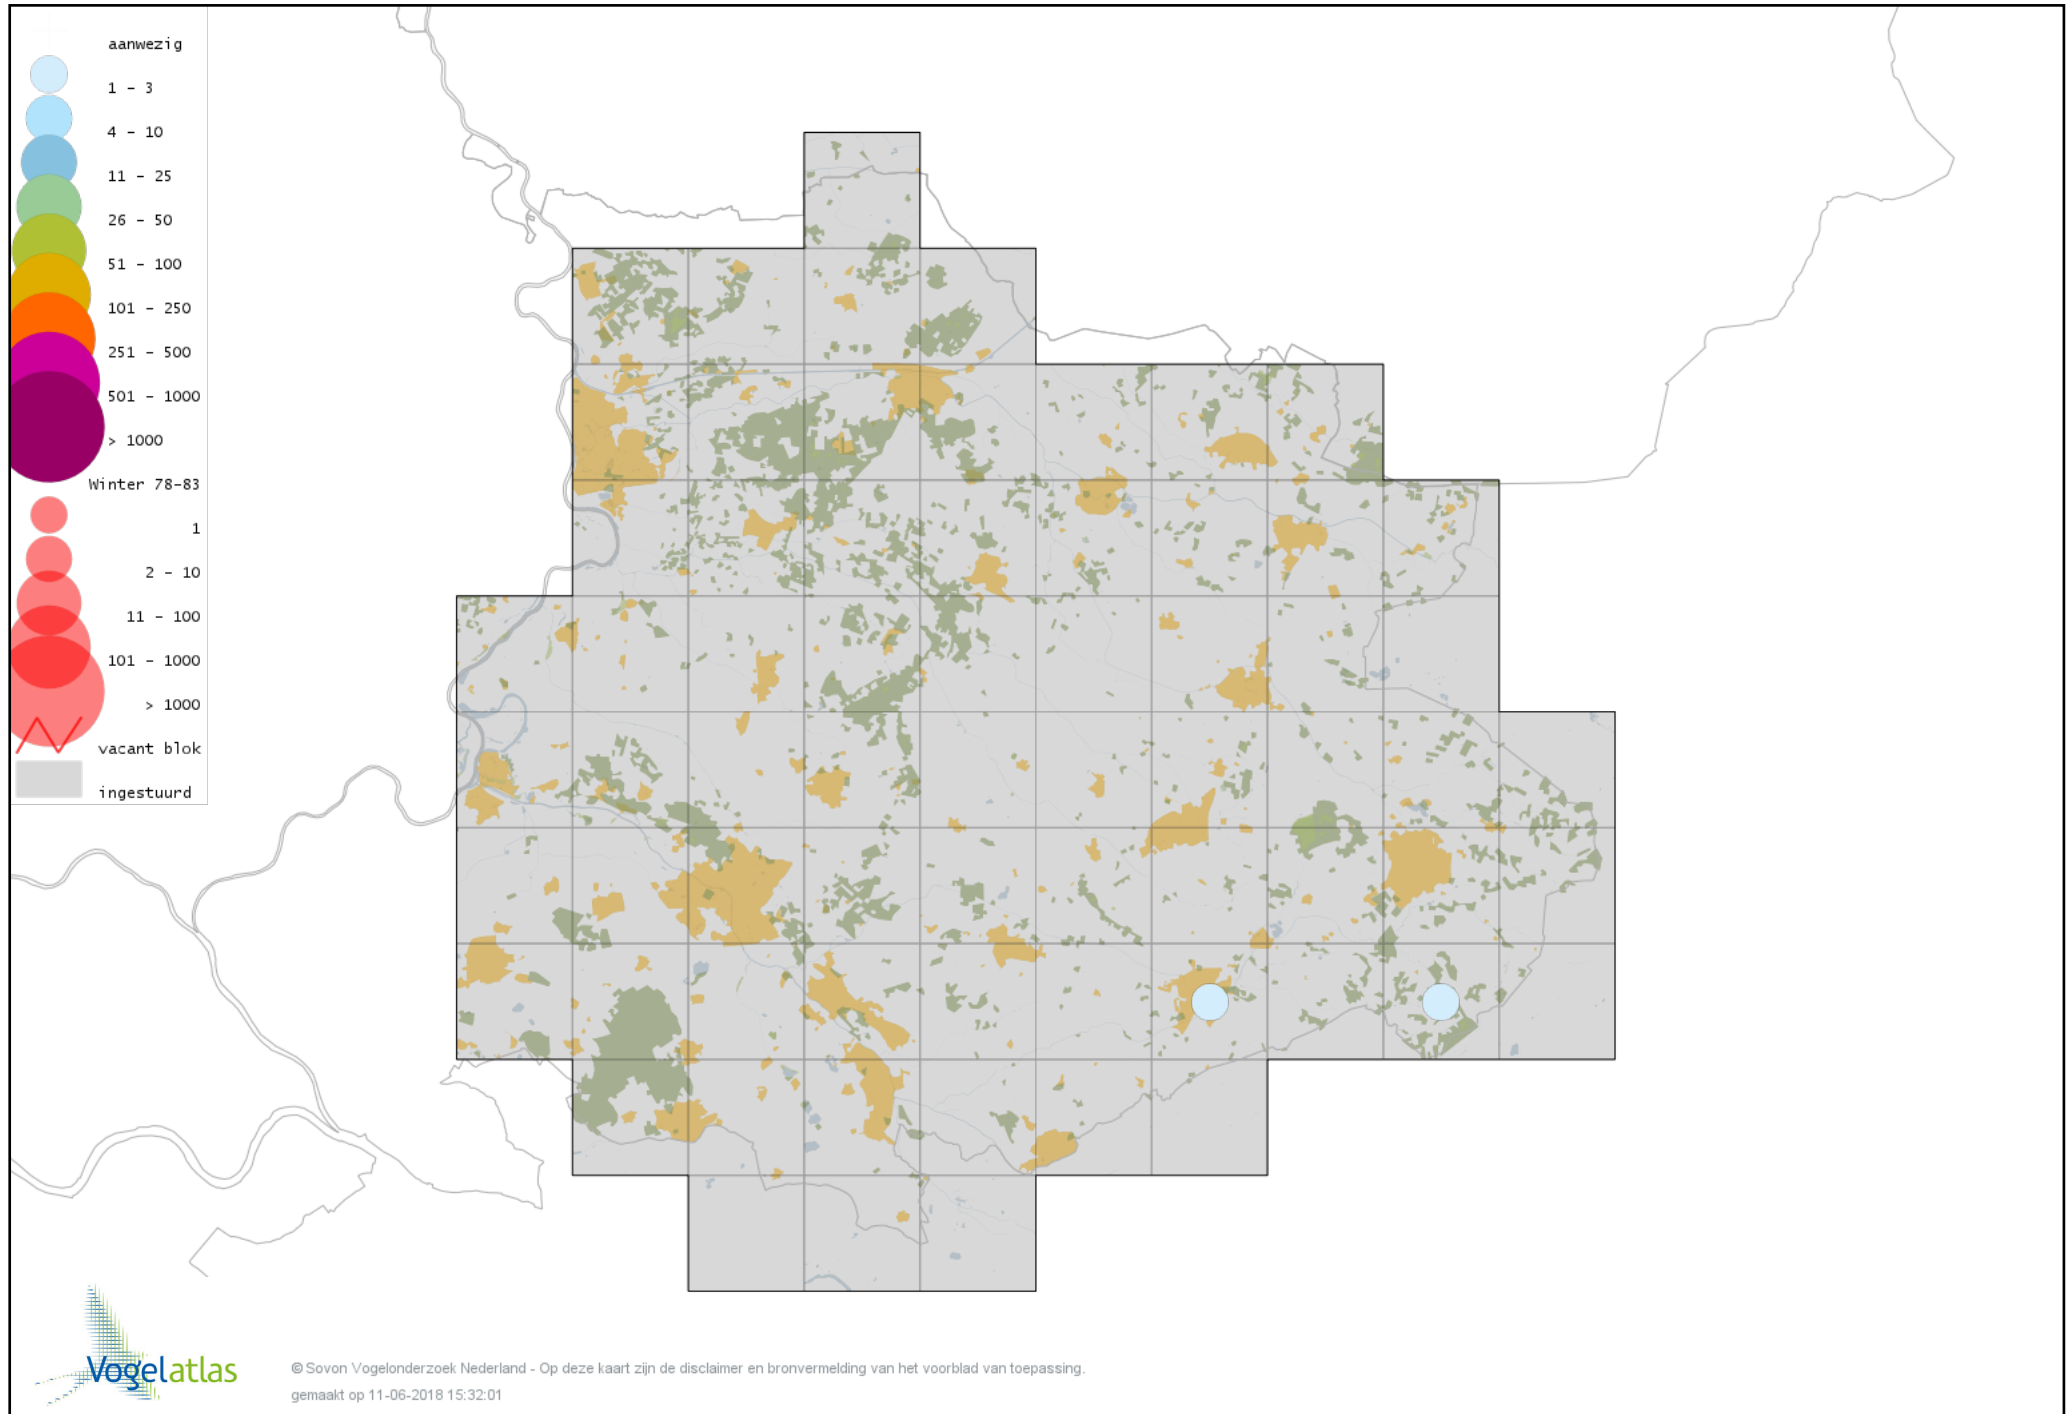 aanwezig
1 - 3
4 - 10
11 - 25
26 - 50
51 - 100
101 - 250
251 - 500
501 - 1000
> 1000
Winter 78-83
1
2 - 10
11 - 100
101 - 1000
> 1000
vacant blok
ingestuurd
Vogelatlas
© Sovon Vogelonderzoek Nederland - Op deze kaart zijn de disclaimer en bronvermelding van het voorblad van toepassing.
gemaakt op 11-06-2018 15:32:01